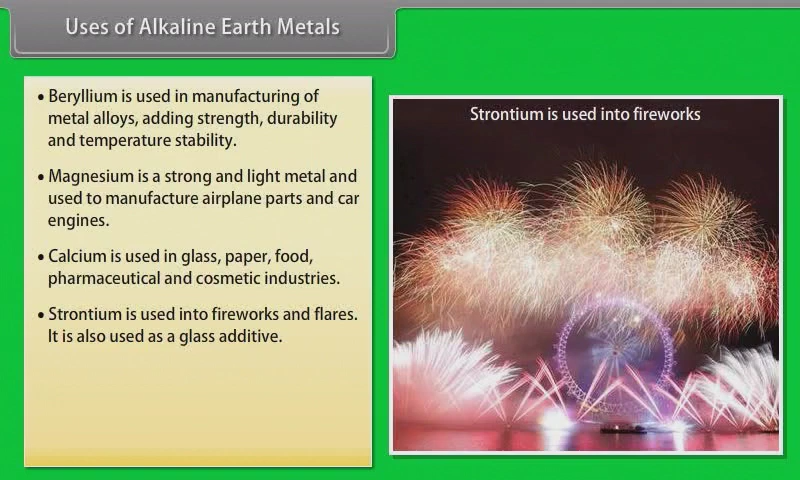 Uses of Alkaline Earth Metals
• Beryllium is used in manufacturing of
metal alloys, adding strength, durability
and temperature stability.
• Magnesium is a strong and light metal and
used to manufacture airplane parts and car
engines.
• Calcium is used in glass, paper, food,
pharmaceutical and cosmetic industries.
• Strontium is used into fireworks and flares.
It is also used as a glass additive.
Strontium is used into fireworks